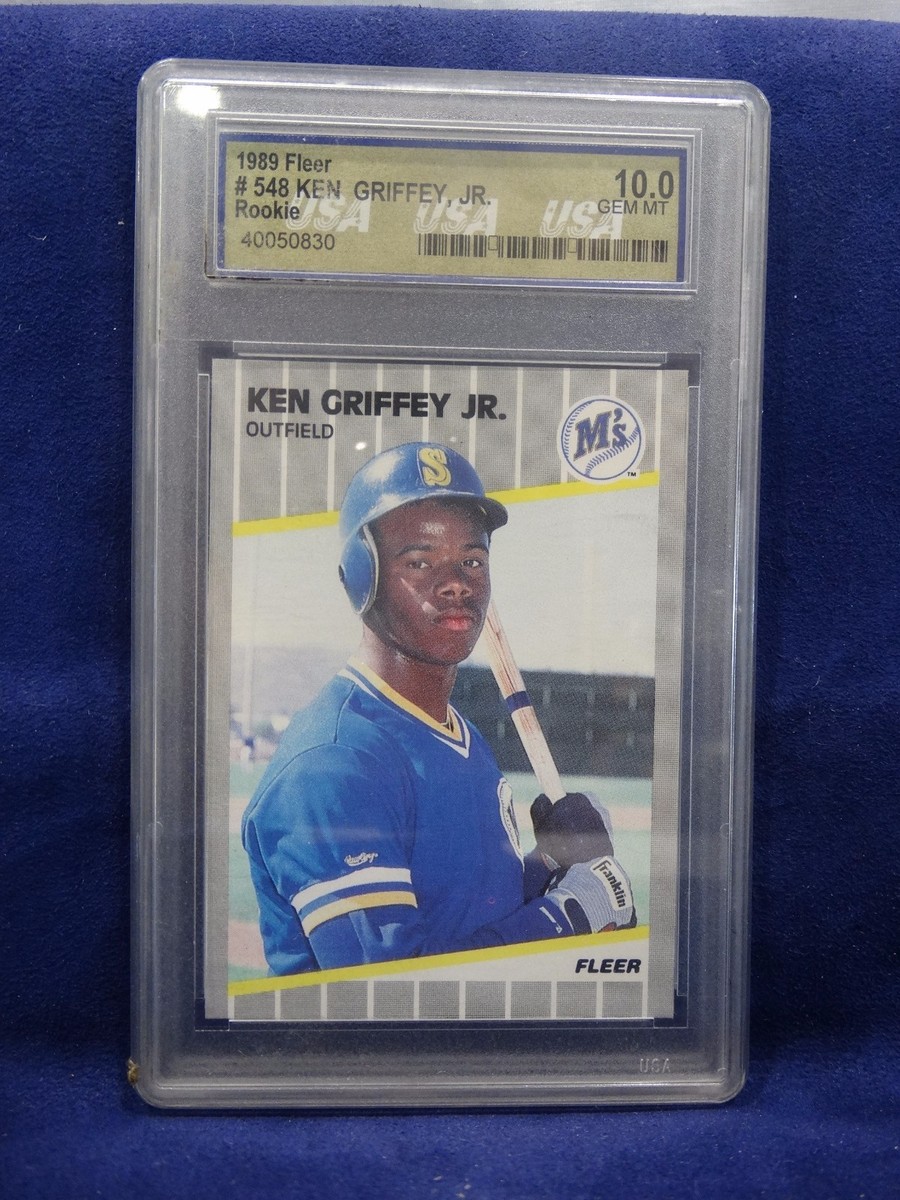 1989 Fleer
# 548 KEN GRIFFEY, JR.
Rookie
40050830
10.0
GEM MT
USA USA USA
KEN GRIFFEY JR.
OUTFIELD
M's
TM
S
Franklin
FLEER
USA